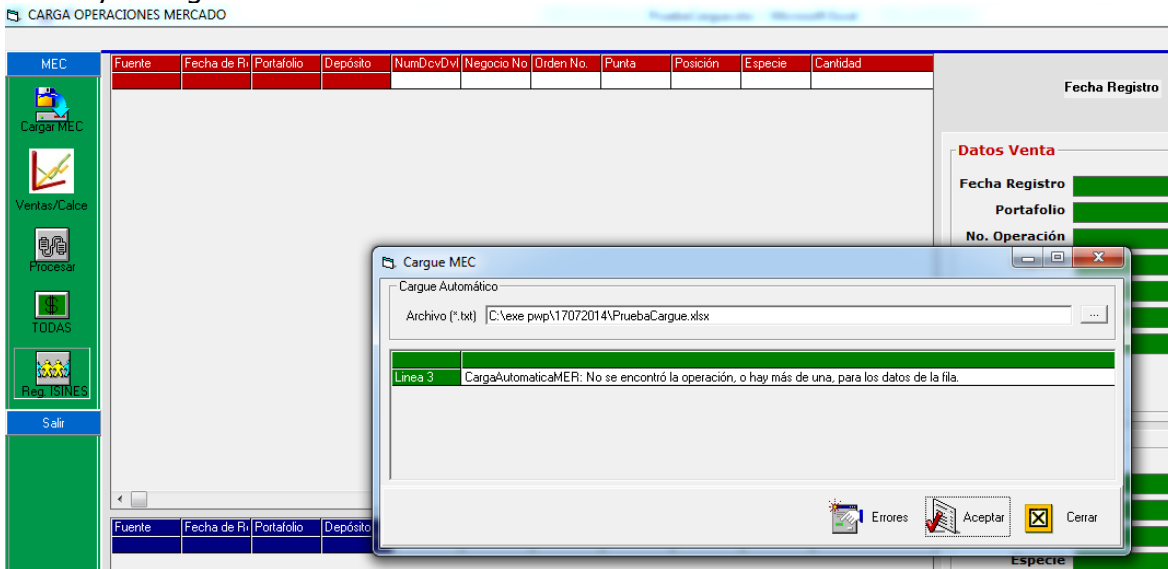 CARGA OPERACIONES MERCADO
MEC
Cargar MEC
Ventas/Calce
Procesar
TODAS
Reg. ISINES
Salir
Fuente Fecha de R Portafolio Depósito NumDcvDvl Negocio No Orden No. Punta Posición Especie Cantidad
Fecha Registro
Datos Venta
Fecha Registro
Portafolio
No. Operación
Cargue MEC
Cargue Automático
Archivo (*.txt) C:\exe pwp\17072014\PruebaCargue.xlsx ...
Linea 3 CargaAutomaticaMER: No se encontró la operación, o hay más de una, para los datos de la fila.
Errores Aceptar Cerrar
Fuente Fecha de R Portafolio Depósito
Especie